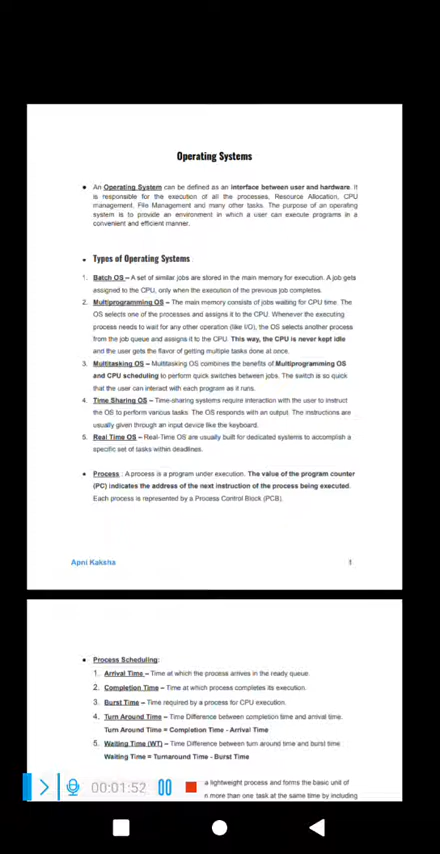 Operating Systems
• An Operating System can be defined as an interface between user and hardware. It
is responsible for the execution of all the processes, Resource Allocation, CPU
management, File Management and many other tasks. The purpose of an operating
system is to provide an environment in which a user can execute programs in a
convenient and efficient manner.
• Types of Operating Systems :
1. Batch OS – A set of similar jobs are stored in the main memory for execution. A job gets
assigned to the CPU, only when the execution of the previous job completes.
2. Multiprogramming OS – The main memory consists of jobs waiting for CPU time. The
OS selects one of the processes and assigns it to the CPU. Whenever the executing
process needs to wait for any other operation (like I/O), the OS selects another process
from the job queue and assigns it to the CPU. This way, the CPU is never kept idle
and the user gets the flavor of getting multiple tasks done at once.
3. Multitasking OS – Multitasking OS combines the benefits of Multiprogramming OS
and CPU scheduling to perform quick switches between jobs. The switch is so quick
that the user can interact with each program as it runs.
4. Time Sharing OS – Time-sharing systems require interaction with the user to instruct
the OS to perform various tasks. The OS responds with an output. The instructions are
usually given through an input device like the keyboard.
5. Real Time OS – Real-Time OS are usually built for dedicated systems to accomplish a
specific set of tasks within deadlines.
• Process : A process is a program under execution. The value of the program counter
(PC) indicates the address of the next instruction of the process being executed.
Each process is represented by a Process Control Block (PCB).
Apni Kaksha 1
• Process Scheduling:
1. Arrival Time – Time at which the process arrives in the ready queue.
2. Completion Time – Time at which process completes its execution.
3. Burst Time – Time required by a process for CPU execution.
4. Turn Around Time – Time Difference between completion time and arrival time.
Turn Around Time = Completion Time - Arrival Time
5. Waiting Time (WT) – Time Difference between turn around time and burst time
Waiting Time = Turnaround Time - Burst Time
a lightweight process and forms the basic unit of
00:01:52
n more than one task at the same time by including